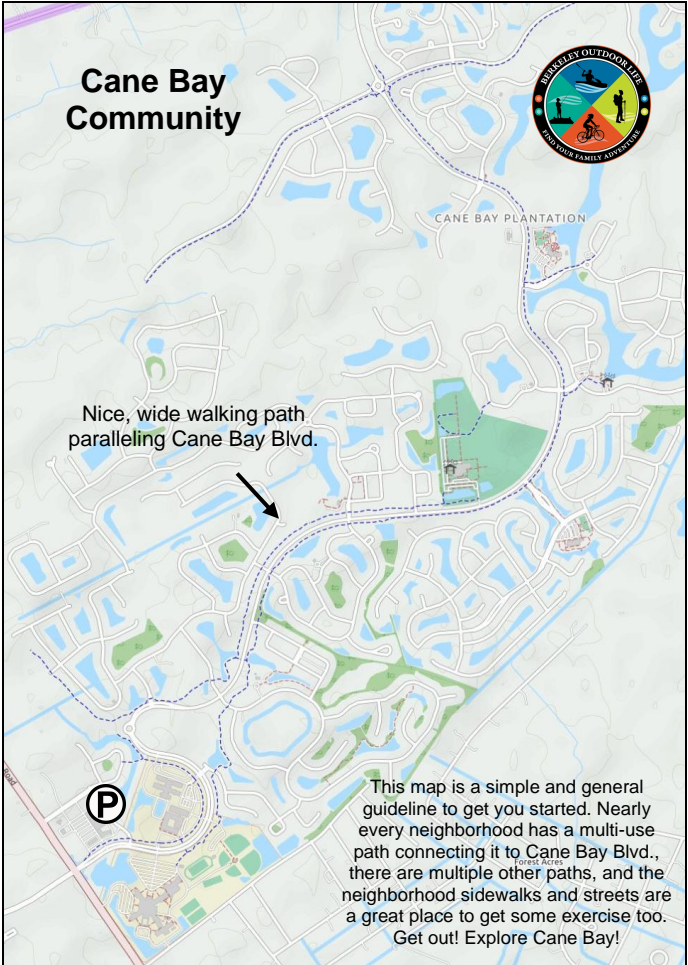 Cane Bay
Community
BERKELEY OUTDOOR LIFE
FIND YOUR FAMILY ADVENTURE
CANE BAY PLANTATION
Nice, wide walking path
paralleling Cane Bay Blvd.
Road
P
This map is a simple and general
guideline to get you started. Nearly
every neighborhood has a multi-use
path connecting it to Cane Bay Blvd.,
Forest Acres
there are multiple other paths, and the
neighborhood sidewalks and streets are
a great place to get some exercise too.
Get out! Explore Cane Bay!